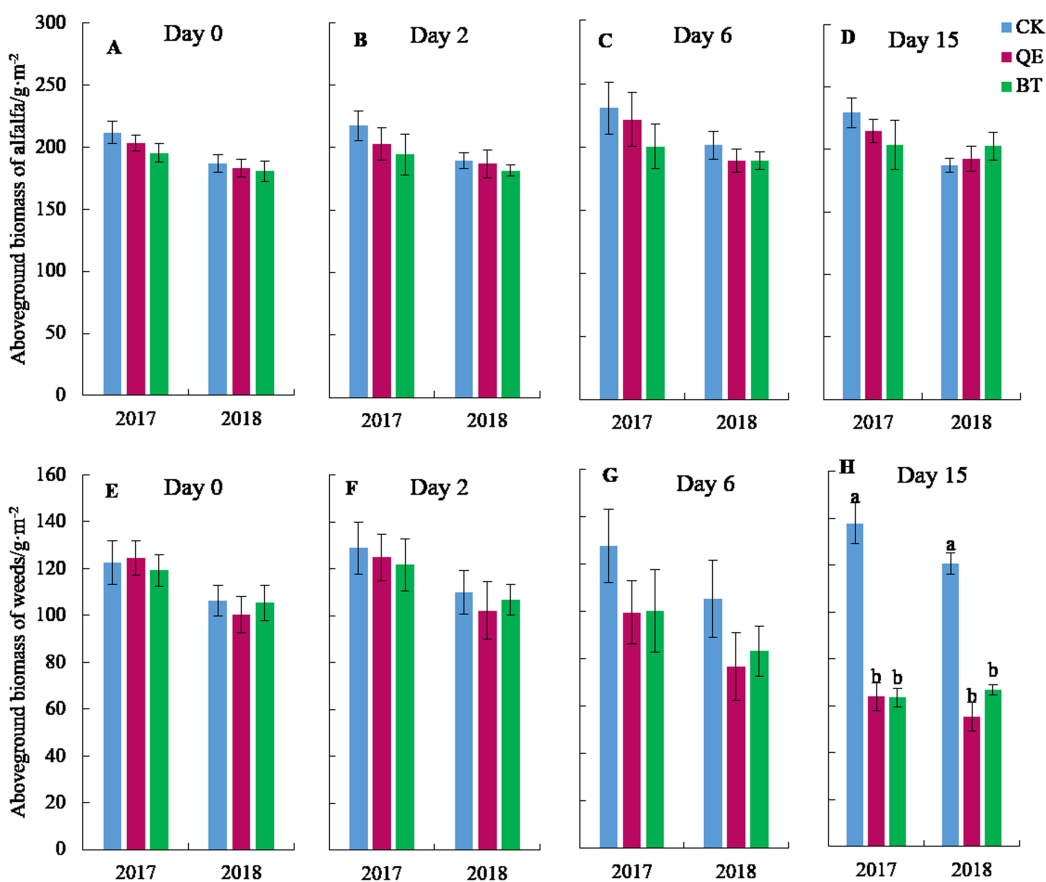 Aboveground biomass of alfalfa/g·m⁻²
300
250
200
150
100
50
0
A Day 0
2017 2018
B Day 2
2017 2018
C Day 6
2017 2018
D Day 15
2017 2018
CK
QE
BT
Aboveground biomass of weeds/g·m⁻²
160
140
120
100
80
60
40
20
0
E Day 0
2017 2018
F Day 2
2017 2018
G Day 6
2017 2018
H Day 15
a
a
b b
b
b
2017 2018